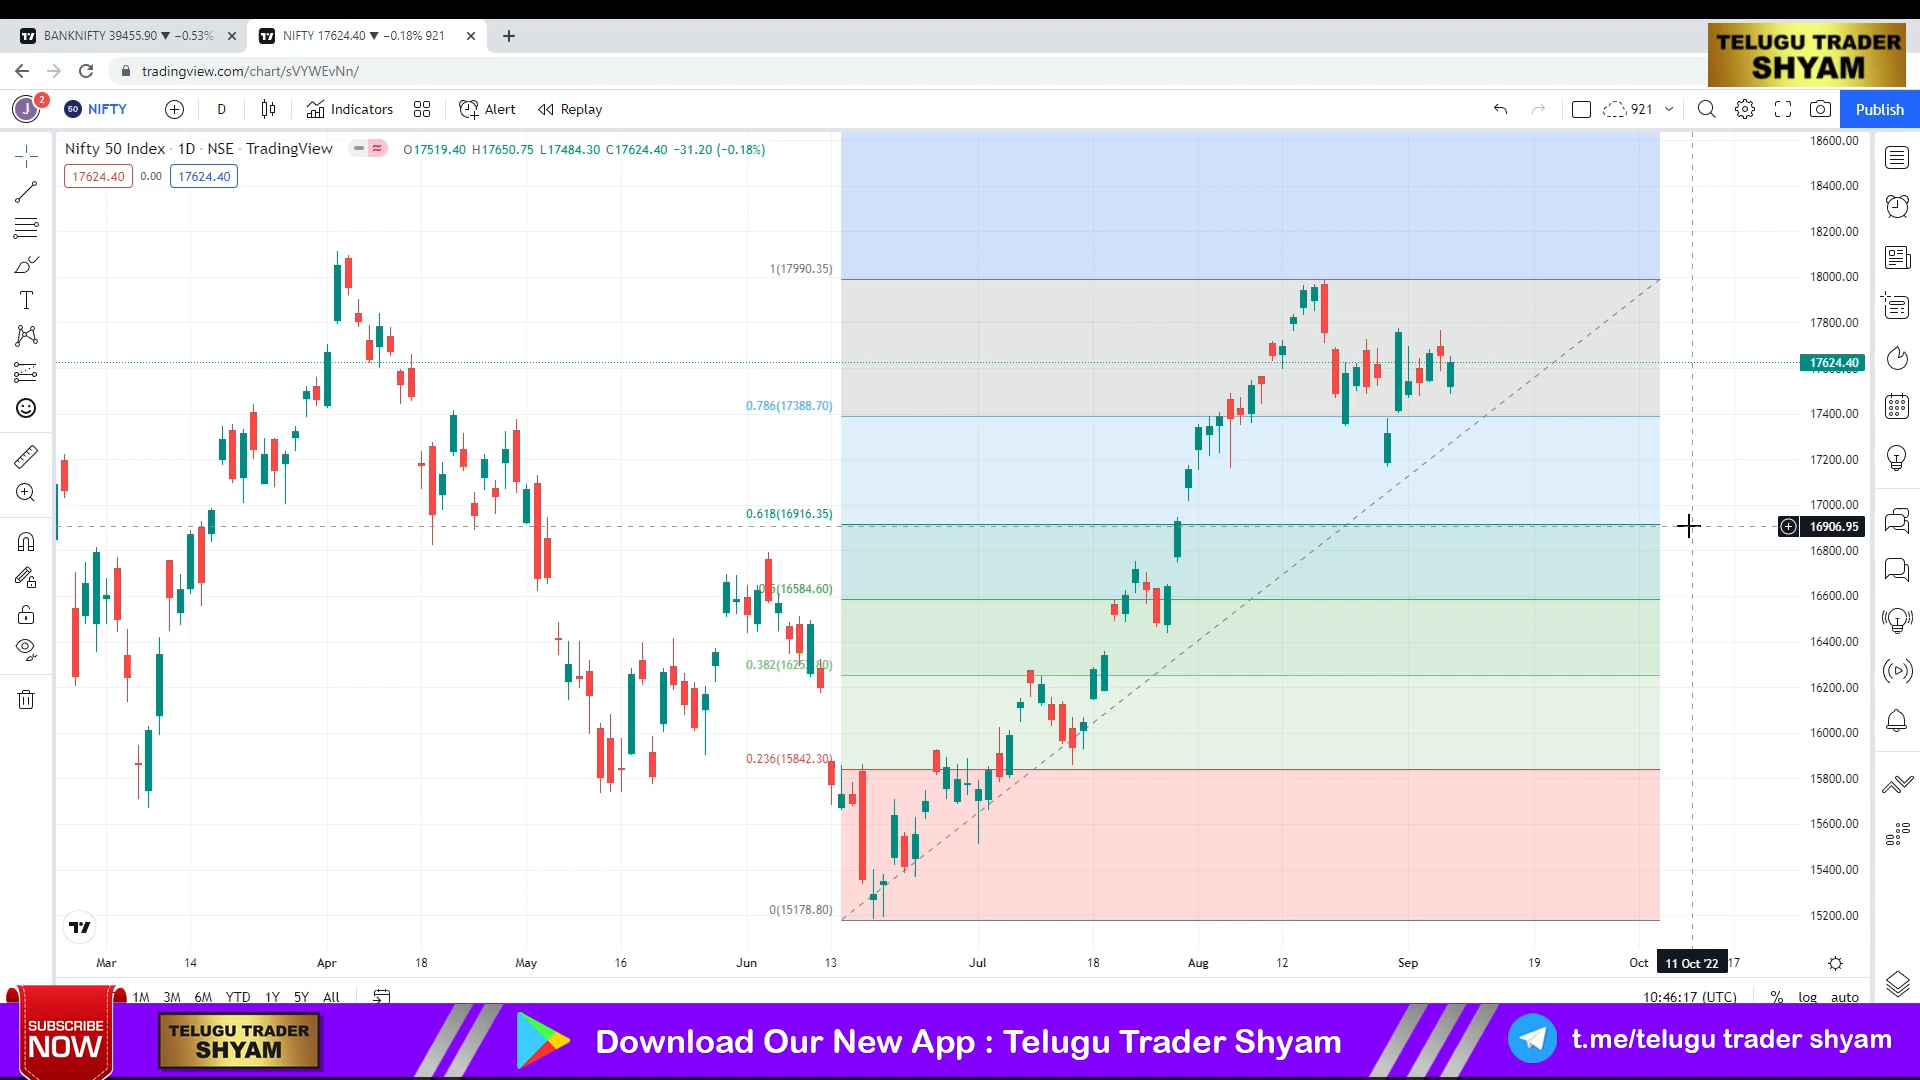 BANKNIFTY 39455.90 ▼ −0.53%
NIFTY 17624.40 ▼ −0.18% 921
TELUGU TRADER
SHYAM
tradingview.com/chart/sVYWEvNn/
J 2 50 NIFTY D Indicators Alert Replay 921 Publish
Nifty 50 Index · 1D · NSE · TradingView O17519.40 H17650.75 L17484.30 C17624.40 −31.20 (−0.18%)
17624.40 0.00 17624.40
18600.00
18400.00
18200.00
1(17990.35)
18000.00
17800.00
17624.40
0.786(17388.70)
17400.00
17200.00
17000.00
0.618(16916.35)
16906.95
16800.00
(16584.60)
16600.00
16400.00
0.382(
16200.00
16000.00
0.236(15842.30)
15800.00
15600.00
15400.00
0(15178.80)
15200.00
Mar 14 Apr 18 May 16 Jun 13 Jul 18 Aug 12 Sep 19 Oct 11 Oct '22 17
1M 3M 6M YTD 1Y 5Y All 10:46:17 (UTC) % log auto
SUBSCRIBE
NOW
TELUGU TRADER
SHYAM
Download Our New App : Telugu Trader Shyam
t.me/telugu trader shyam